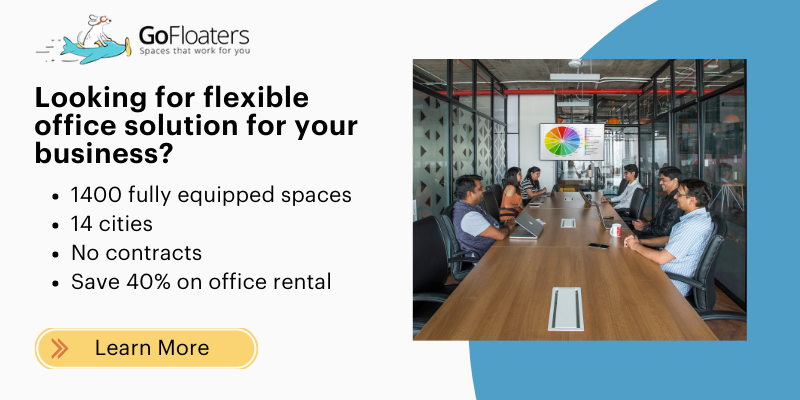 GoFloaters
Spaces that work for you
Looking for flexible
office solution for your
business?
• 1400 fully equipped spaces
• 14 cities
• No contracts
• Save 40% on office rental
Learn More